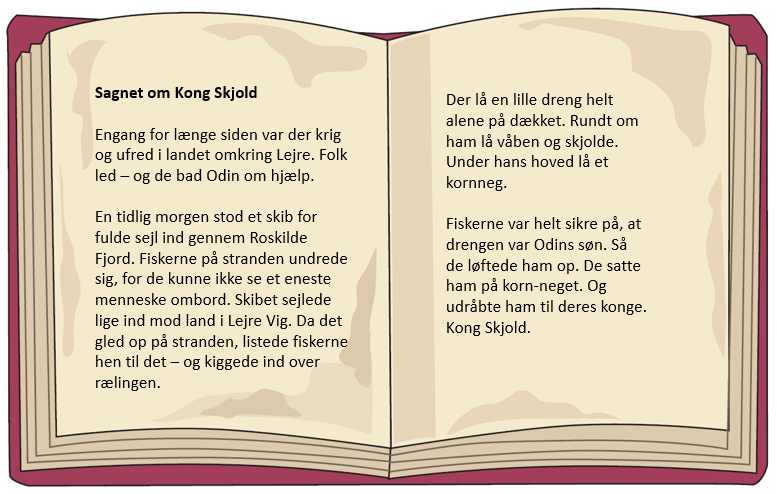 Sagnet om Kong Skjold
Engang for længe siden var der krig
og ufred i landet omkring Lejre. Folk
led – og de bad Odin om hjælp.
En tidlig morgen stod et skib for
fulde sejl ind gennem Roskilde
Fjord. Fiskerne på stranden undrede
sig, for de kunne ikke se et eneste
menneske ombord. Skibet sejlede
lige ind mod land i Lejre Vig. Da det
gled op på stranden, listede fiskerne
hen til det – og kiggede ind over
rælingen.
Der lå en lille dreng helt
alene på dækket. Rundt om
ham lå våben og skjolde.
Under hans hoved lå et
kornneg.
Fiskerne var helt sikre på, at
drengen var Odins søn. Så
de løftede ham op. De satte
ham på korn-neget. Og
udråbte ham til deres konge.
Kong Skjold.